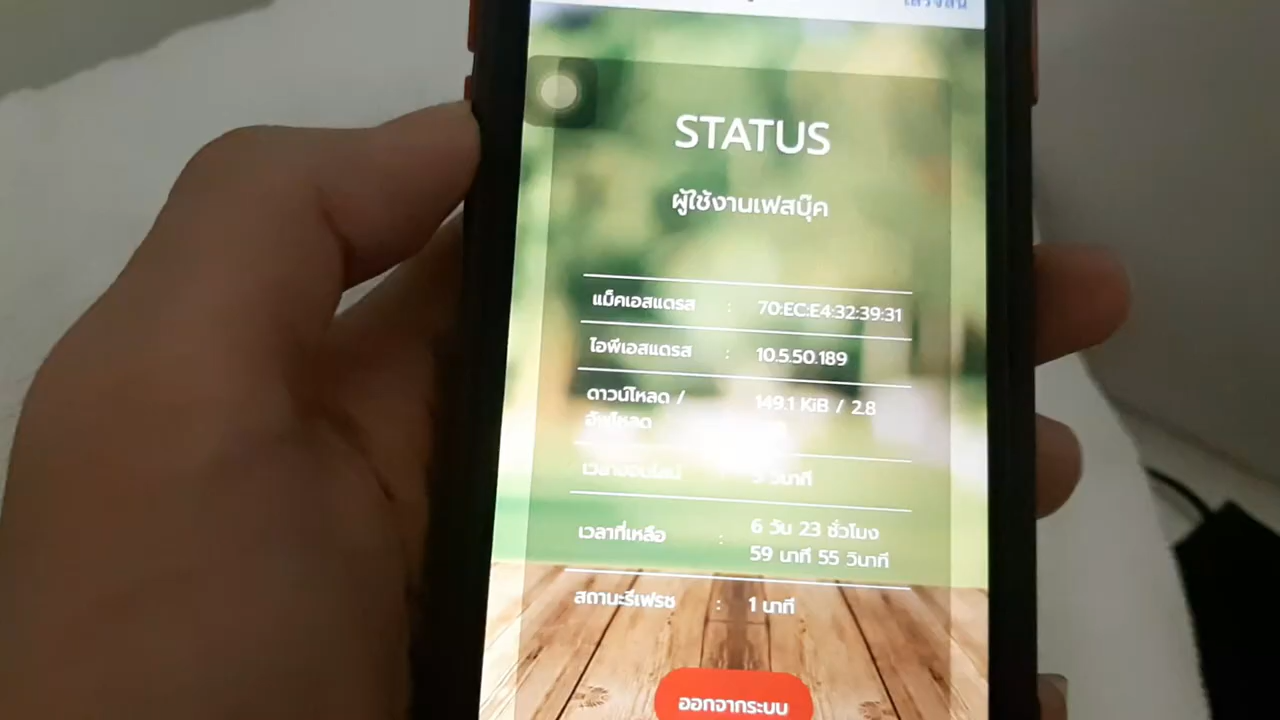 STATUS
ผู้ใช้งานเฟสบุ๊ค
แม็คเอสแดรส : 70:EC:E4:32:39:31
ไอพีเอสแดรส : 10.5.50.189
ดาวน์โหลด / 149.1 KiB / 2.8
อัพโหลด
วินาที
เวลาที่เหลือ : 6 วัน 23 ชั่วโมง
59 นาที 55 วินาที
สถานะรีเฟรช : 1 นาที
ออกจากระบบ